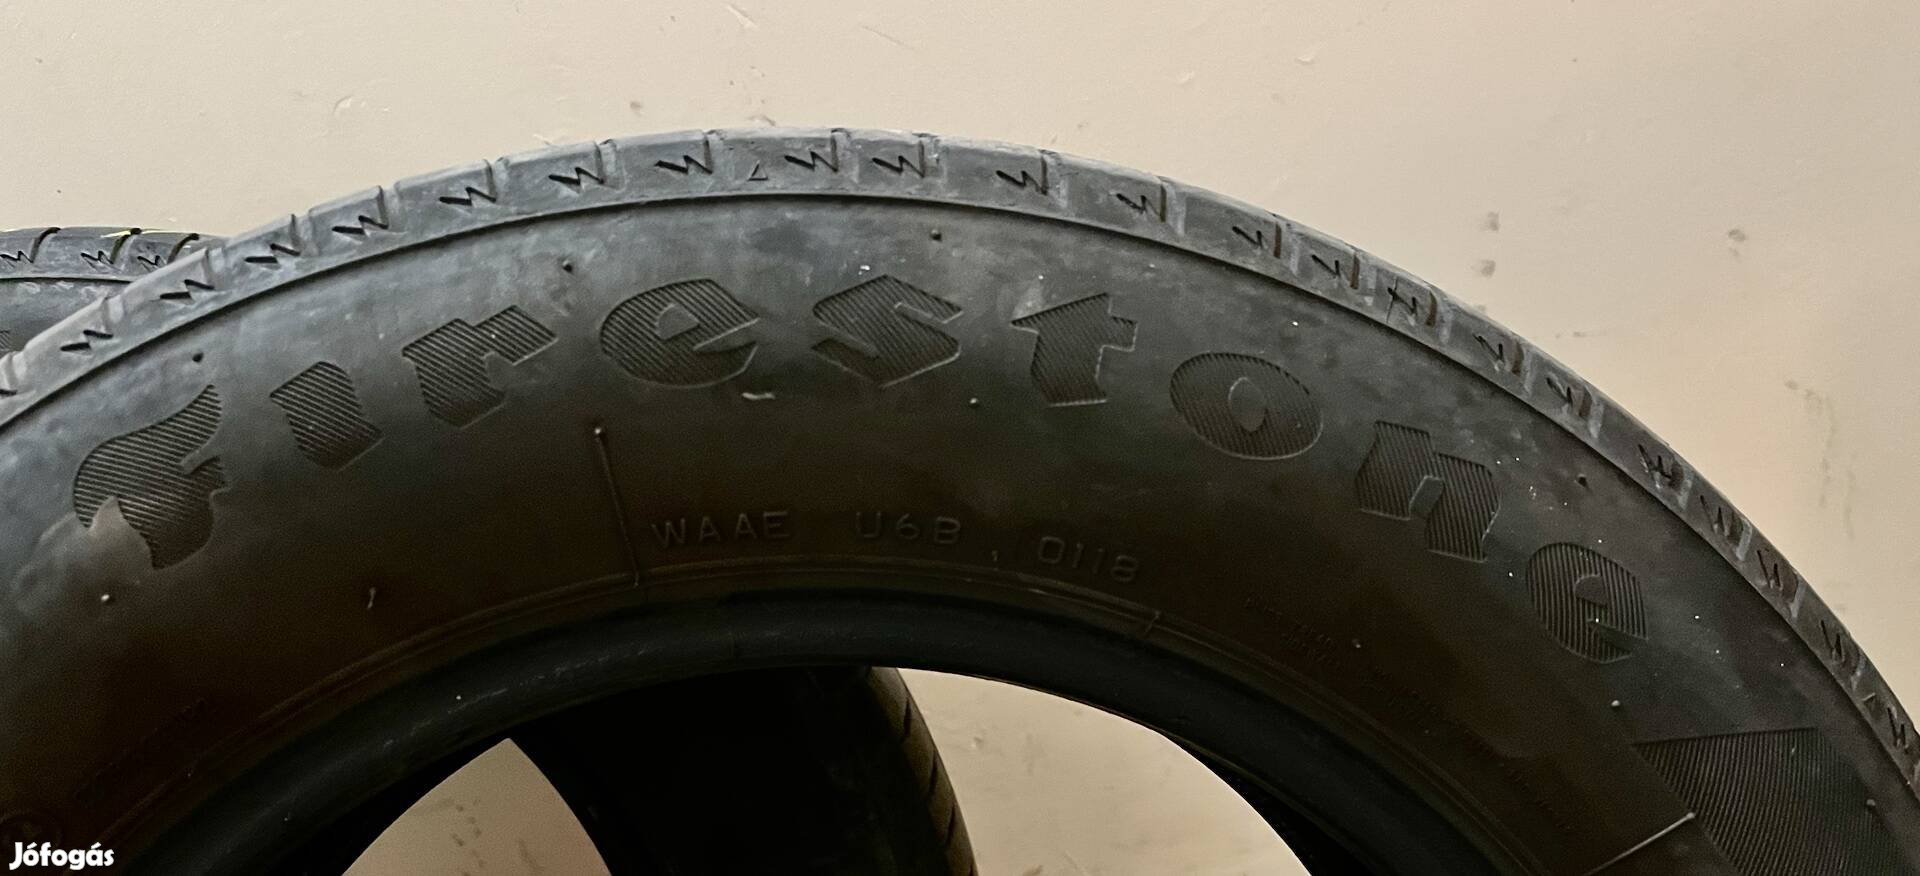 firestone
WAAE U6B 0118
Jófogás